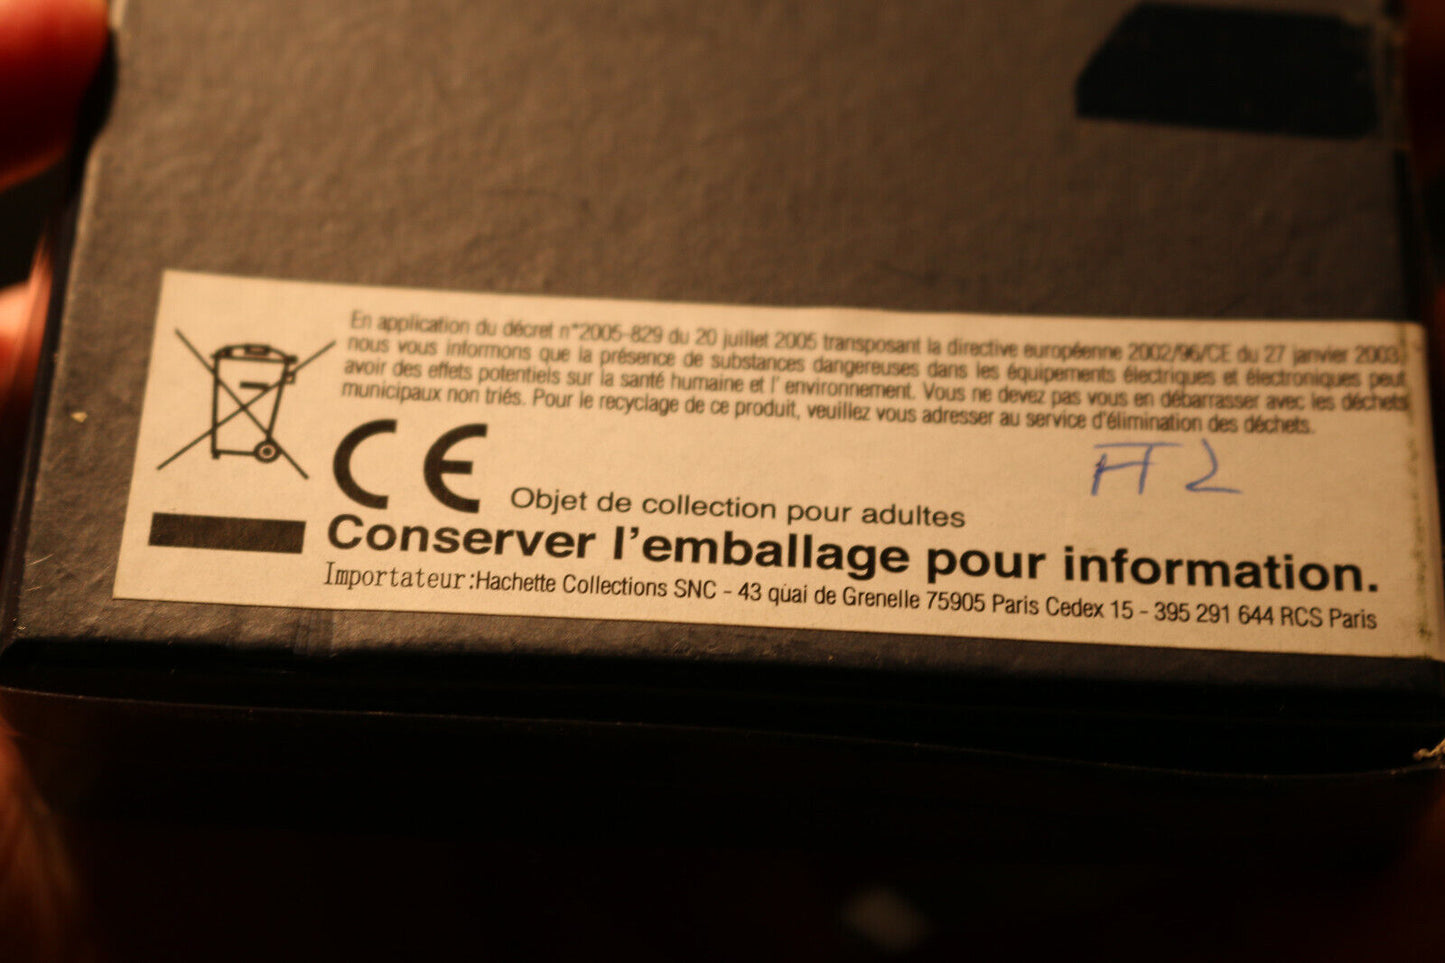 En application du décret n°2005-829 du 20 juillet 2005 transposant la directive européenne 2002/96/CE du 27 janvier 2003,
nous vous informons que la présence de substances dangereuses dans les équipements électriques et électroniques peut
avoir des effets potentiels sur la santé humaine et l' environnement. Vous ne devez pas vous en débarrasser avec les déchets
municipaux non triés. Pour le recyclage de ce produit, veuillez vous adresser au service d'élimination des déchets.
CE
Objet de collection pour adultes
Conserver l'emballage pour information.
Importateur:Hachette Collections SNC - 43 quai de Grenelle 75905 Paris Cedex 15 - 395 291 644 RCS Paris